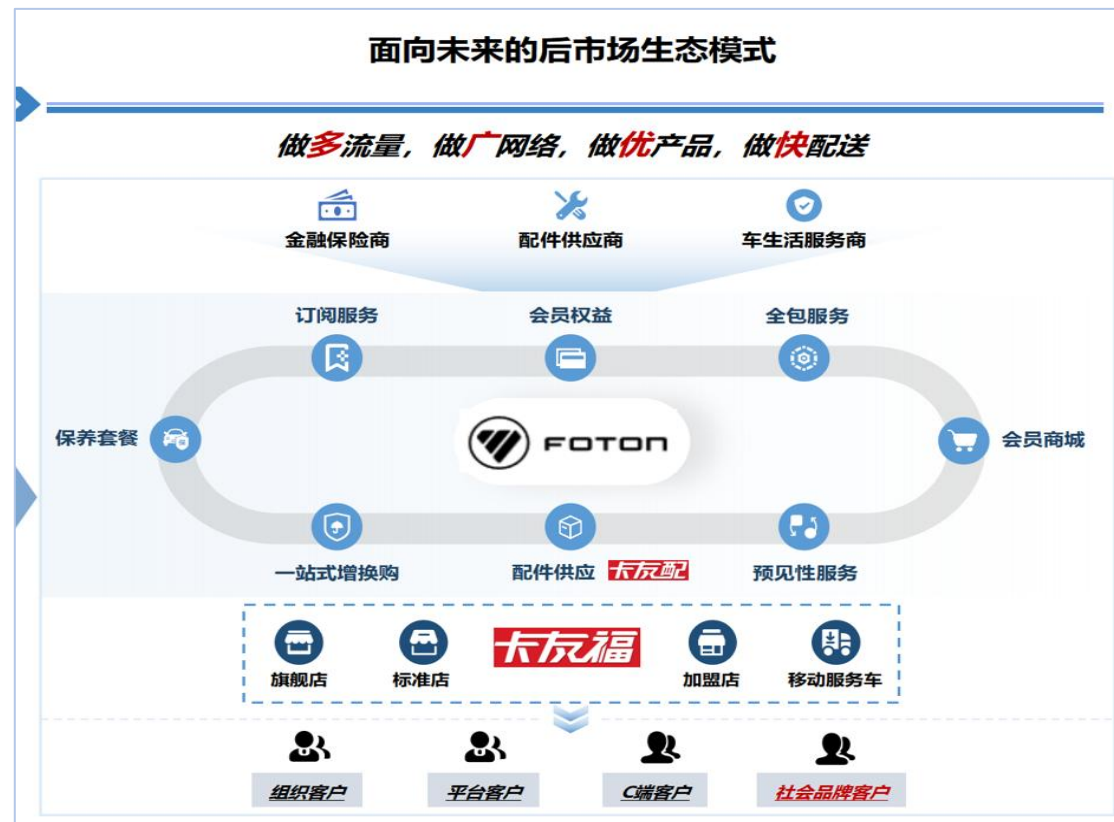 面向未来的后市场生态模式
做多流量，做广网络，做优产品，做快配送
金融保险商 配件供应商 车生活服务商
订阅服务 会员权益 全包服务
保养套餐 FOTON 会员商城
一站式增换购 配件供应 卡友配 预见性服务
卡友福
旗舰店 标准店 加盟店 移动服务车
组织客户 平台客户 C端客户 社会品牌客户